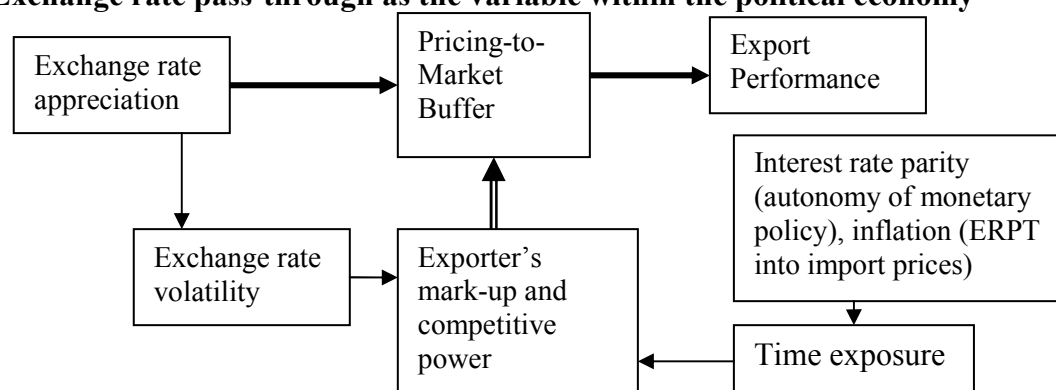 Exchange rate pass-through as the variable within the political economy
Exchange rate
appreciation
Pricing-to-
Market
Buffer
Export
Performance
Interest rate parity
(autonomy of monetary
policy), inflation (ERPT
into import prices)
Exchange rate
volatility
Exporter’s
mark-up and
competitive
power
Time exposure